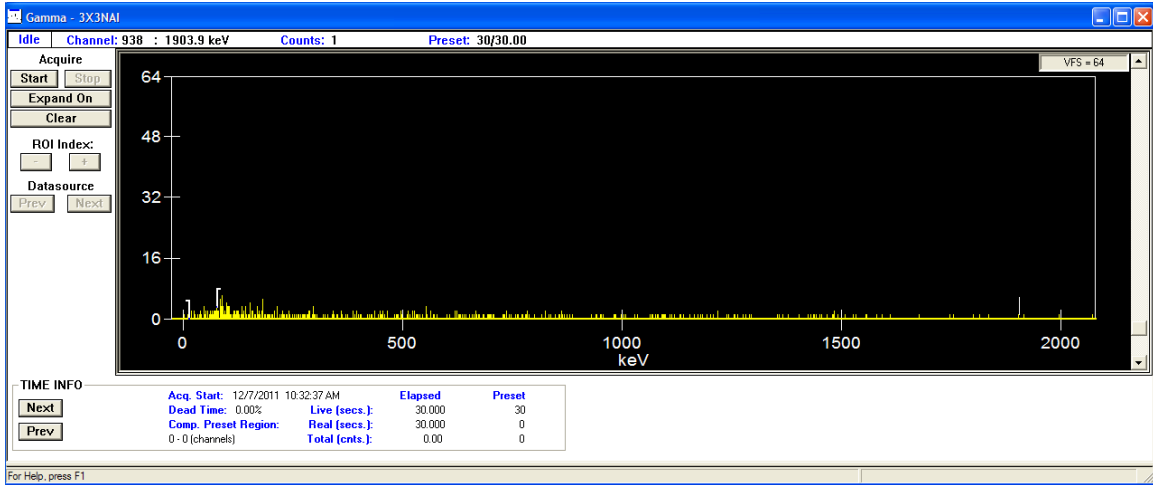 Gamma - 3X3NAI
Idle Channel: 938 : 1903.9 keV Counts: 1 Preset: 30/30.00
Acquire
Start Stop
Expand On
Clear
ROI Index:
- +
Datasource
Prev Next
VFS = 64
64
48
32
16
0
0 500 1000 1500 2000
keV
TIME INFO
Next
Prev
Acq. Start: 12/7/2011 10:32:37 AM Elapsed Preset
Dead Time: 0.00% Live (secs.): 30.000 30
Comp. Preset Region: Real (secs.): 30.000 0
0 - 0 (channels) Total (cnts.): 0.00 0
For Help, press F1